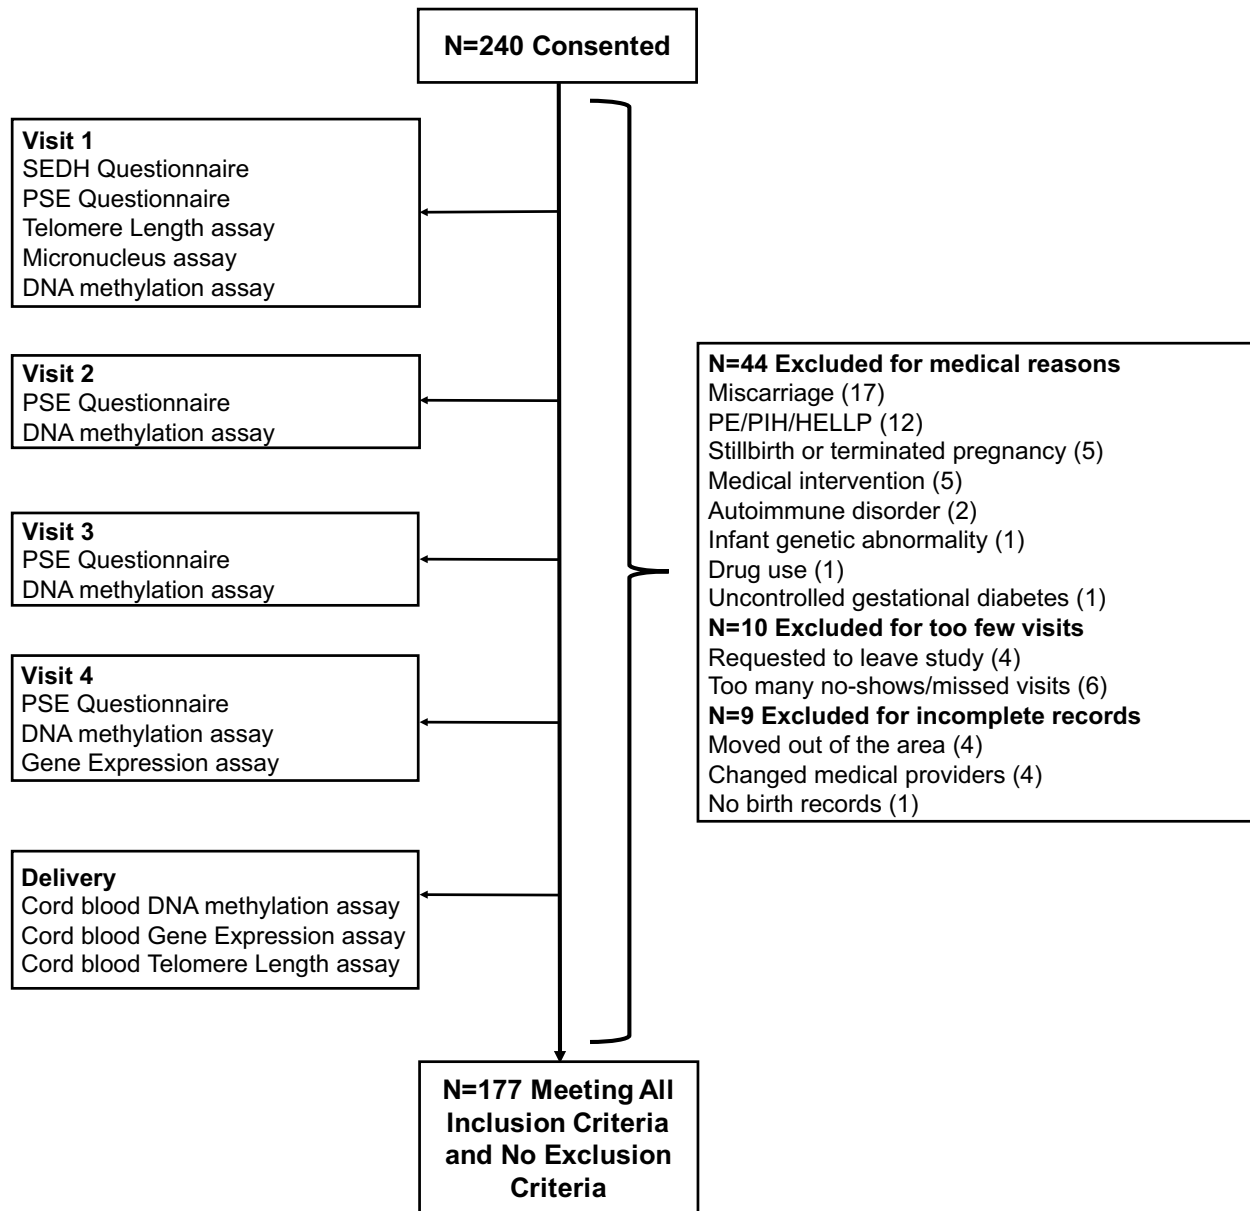 N=240 Consented
Visit 1
SEDH Questionnaire
PSE Questionnaire
Telomere Length assay
Micronucleus assay
DNA methylation assay
Visit 2
PSE Questionnaire
DNA methylation assay
Visit 3
PSE Questionnaire
DNA methylation assay
Visit 4
PSE Questionnaire
DNA methylation assay
Gene Expression assay
Delivery
Cord blood DNA methylation assay
Cord blood Gene Expression assay
Cord blood Telomere Length assay
N=44 Excluded for medical reasons
Miscarriage (17)
PE/PIH/HELLP (12)
Stillbirth or terminated pregnancy (5)
Medical intervention (5)
Autoimmune disorder (2)
Infant genetic abnormality (1)
Drug use (1)
Uncontrolled gestational diabetes (1)
N=10 Excluded for too few visits
Requested to leave study (4)
Too many no-shows/missed visits (6)
N=9 Excluded for incomplete records
Moved out of the area (4)
Changed medical providers (4)
No birth records (1)
N=177 Meeting All
Inclusion Criteria
and No Exclusion
Criteria